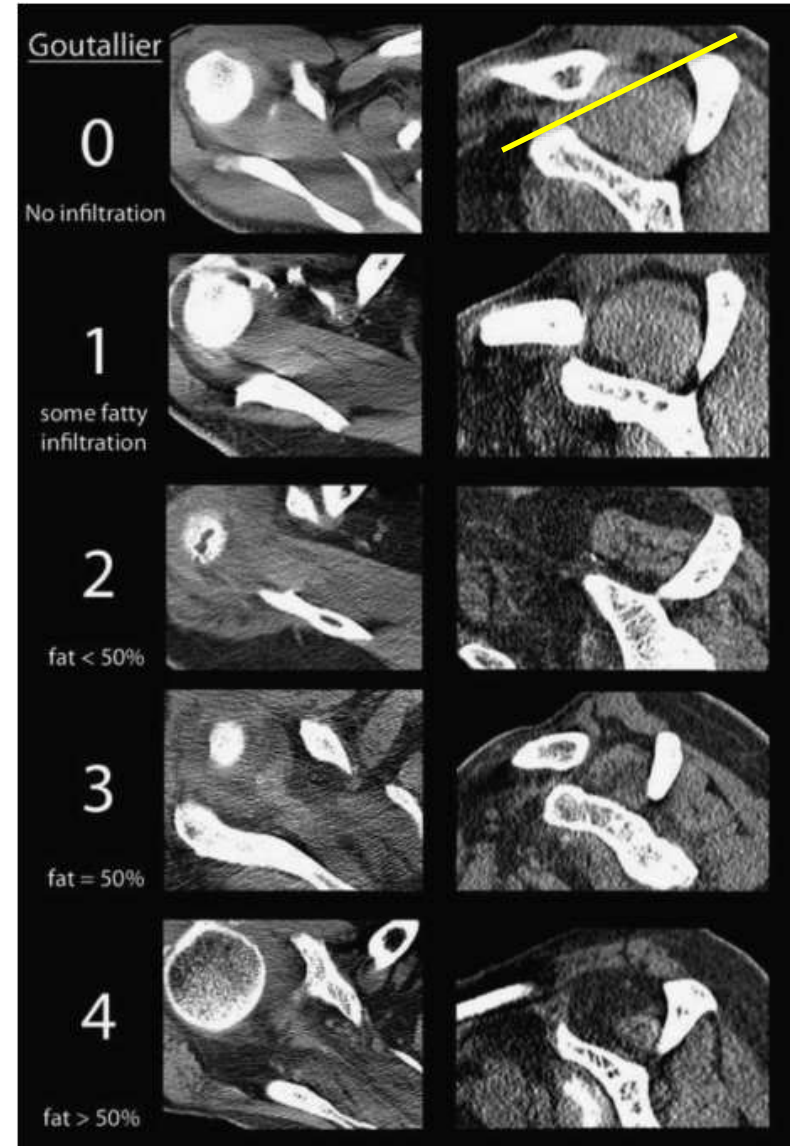 Goutallier
0
No infiltration
1
some fatty
infiltration
2
fat < 50%
3
fat = 50%
4
fat > 50%